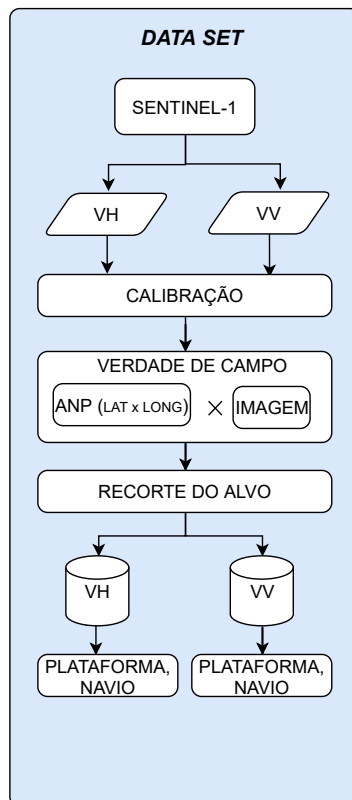 DATA SET
SENTINEL-1
VH
VV
CALIBRAÇÃO
VERDADE DE CAMPO
ANP (LAT x LONG) × IMAGEM
RECORTE DO ALVO
VH
VV
PLATAFORMA,
NAVIO
PLATAFORMA,
NAVIO